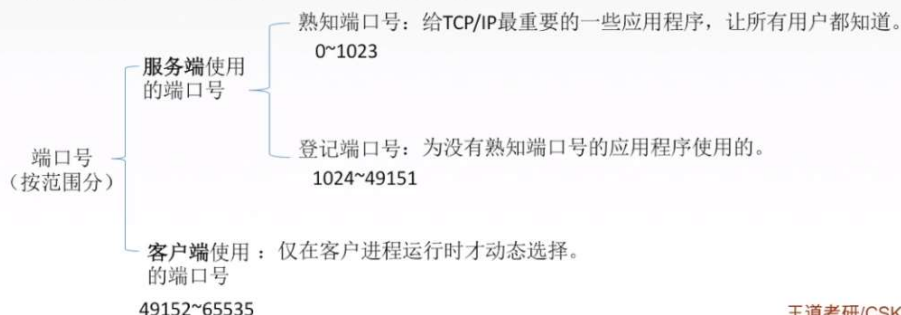 熟知端口号：给TCP/IP最重要的一些应用程序，让所有用户都知道。
0~1023
服务端使用
的端口号
端口号
（按范围分）
登记端口号：为没有熟知端口号的应用程序使用的。
1024~49151
客户端使用：仅在客户进程运行时才动态选择。
的端口号
49152~65535
王道考研/CSK